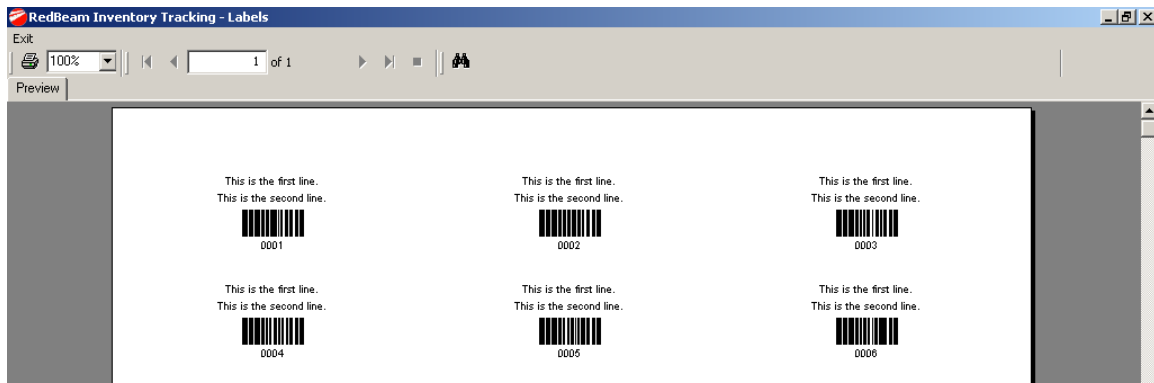 RedBeam Inventory Tracking - Labels
Exit
100% 1 of 1
Preview
This is the first line. This is the first line. This is the first line.
This is the second line. This is the second line. This is the second line.
0001 0002 0003
This is the first line. This is the first line. This is the first line.
This is the second line. This is the second line. This is the second line.
0004 0005 0006